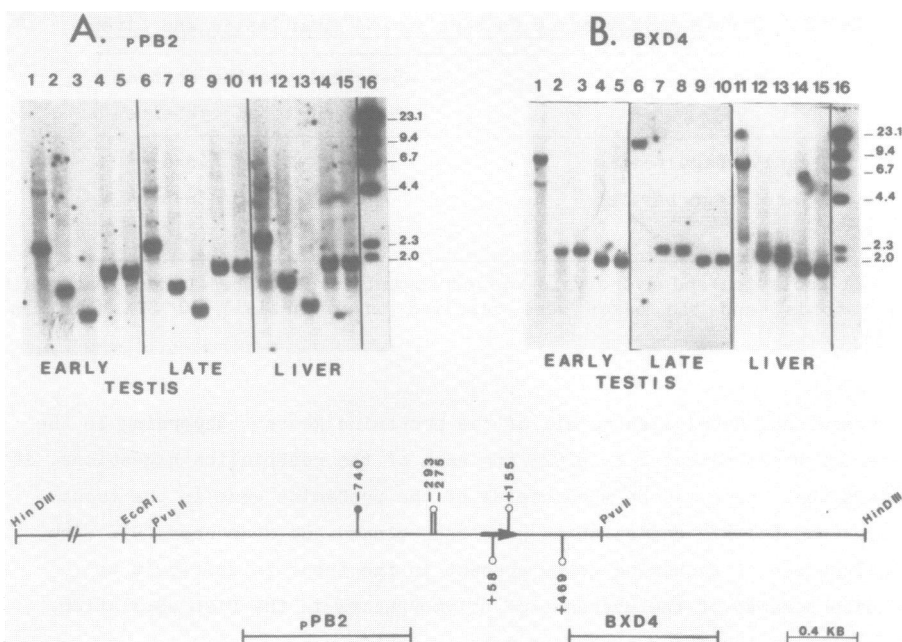 A. pPB2
1 2 3 4 5 6 7 8 9 10 11 12 13 14 15 16
23.1
9.4
6.7
4.4
2.3
2.0
EARLY LATE LIVER
TESTIS
B. BXD4
1 2 3 4 5 6 7 8 9 10 11 12 13 14 15 16
23.1
9.4
6.7
4.4
2.3
2.0
EARLY LATE LIVER
TESTIS
HinDIII
EcoRI
PvuII
-740
-293
-275
+155
PvuII
HinDIII
+58
+469
pPB2
BXD4
0.4 KB